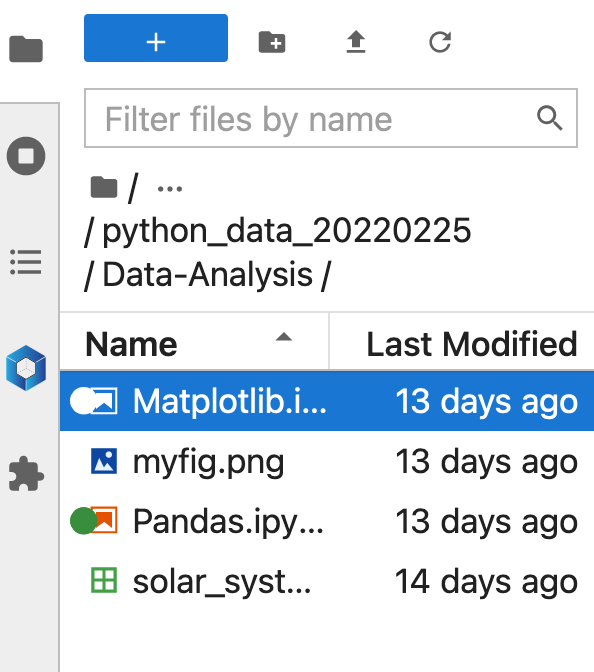 Filter files by name
/ ...
/ python_data_20220225
/ Data-Analysis /
Name Last Modified
Matplotlib.i... 13 days ago
myfig.png 13 days ago
Pandas.ipy... 13 days ago
solar_syst... 14 days ago